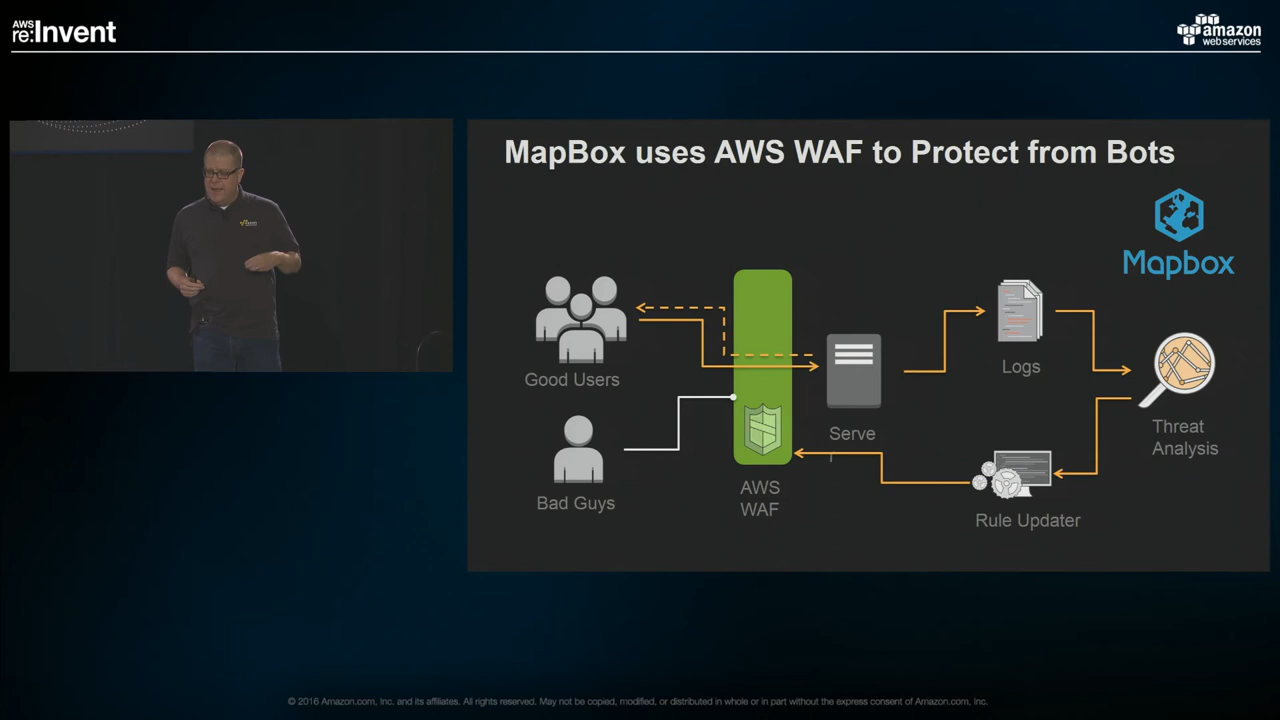 AWS
re:Invent
amazon
web services
MapBox uses AWS WAF to Protect from Bots
Mapbox
Good Users
Logs
Serve
r
Threat
Analysis
Bad Guys
AWS
WAF
Rule Updater
© 2016 Amazon.com, Inc. and its affiliates. All rights reserved. May not be copied, modified, or distributed in whole or in part without the express consent of Amazon.com, Inc.